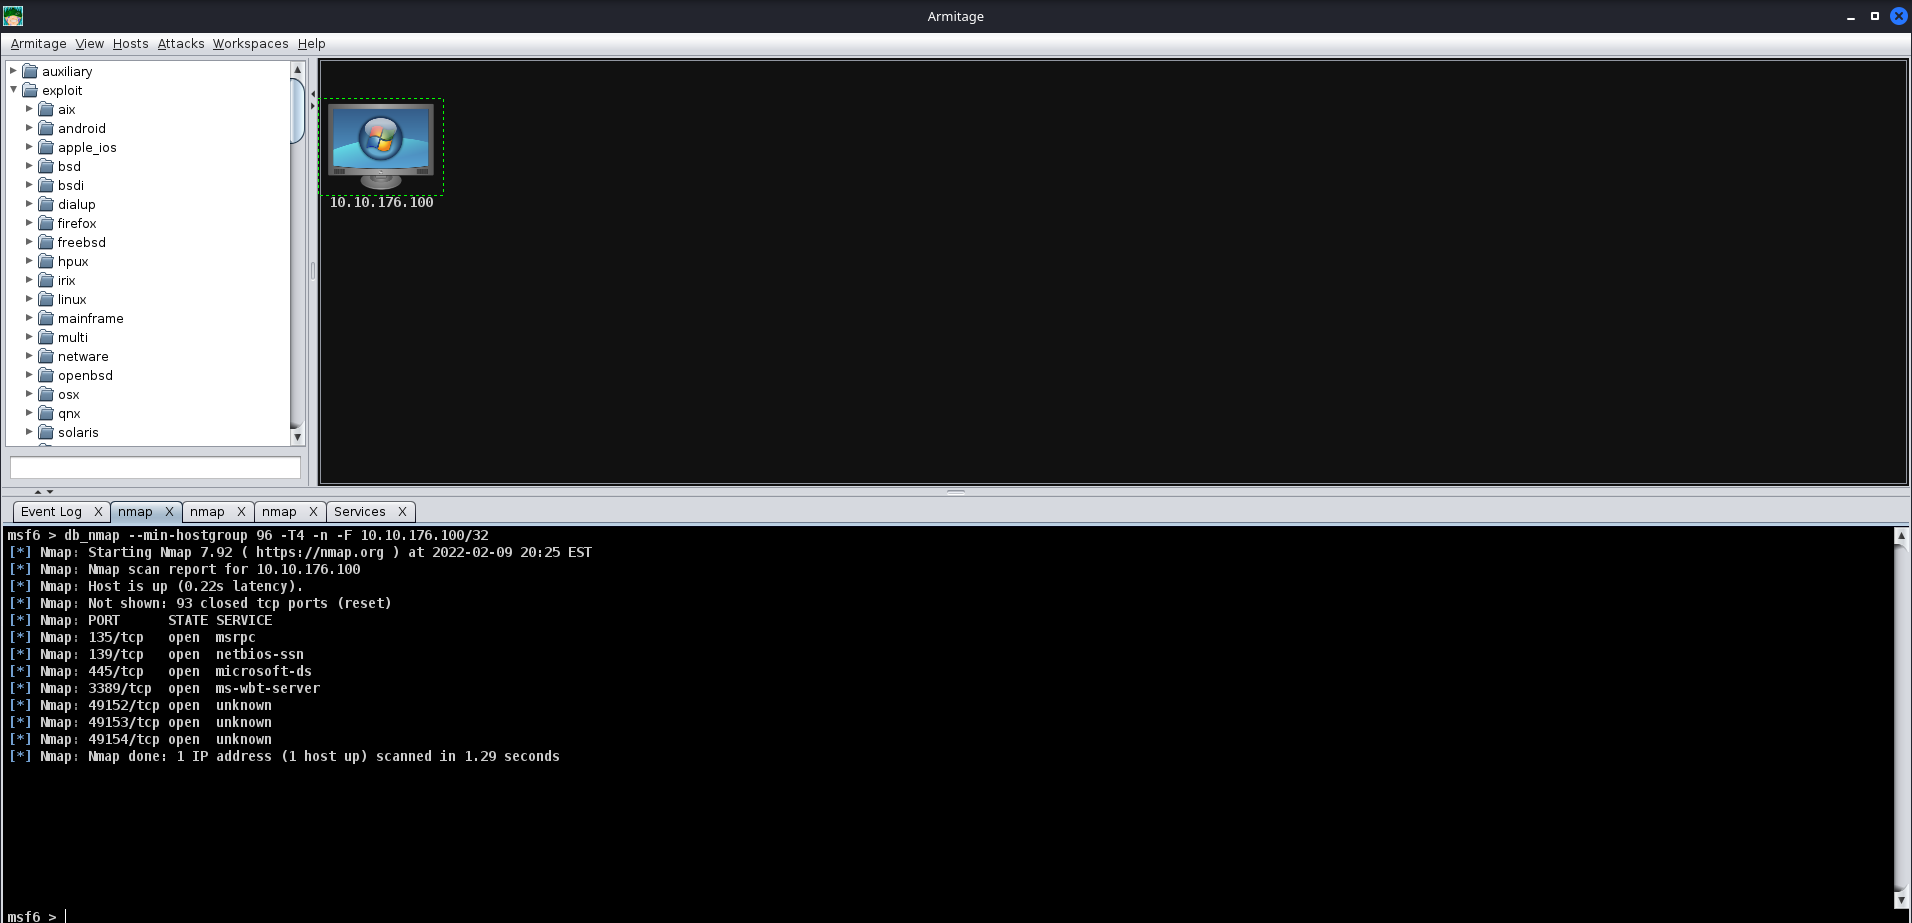 Armitage
Armitage View Hosts Attacks Workspaces Help
auxiliary
exploit
aix
android
apple_ios
bsd
bsdi
dialup
firefox
freebsd
hpux
irix
linux
mainframe
multi
netware
openbsd
osx
qnx
solaris
10.10.176.100
Event Log X nmap X nmap X nmap X Services X
msf6 > db_nmap --min-hostgroup 96 -T4 -n -F 10.10.176.100/32
[*] Nmap: Starting Nmap 7.92 ( https://nmap.org ) at 2022-02-09 20:25 EST
[*] Nmap: Nmap scan report for 10.10.176.100
[*] Nmap: Host is up (0.22s latency).
[*] Nmap: Not shown: 93 closed tcp ports (reset)
[*] Nmap: PORT      STATE SERVICE
[*] Nmap: 135/tcp   open  msrpc
[*] Nmap: 139/tcp   open  netbios-ssn
[*] Nmap: 445/tcp   open  microsoft-ds
[*] Nmap: 3389/tcp  open  ms-wbt-server
[*] Nmap: 49152/tcp open  unknown
[*] Nmap: 49153/tcp open  unknown
[*] Nmap: 49154/tcp open  unknown
[*] Nmap: Nmap done: 1 IP address (1 host up) scanned in 1.29 seconds
msf6 >